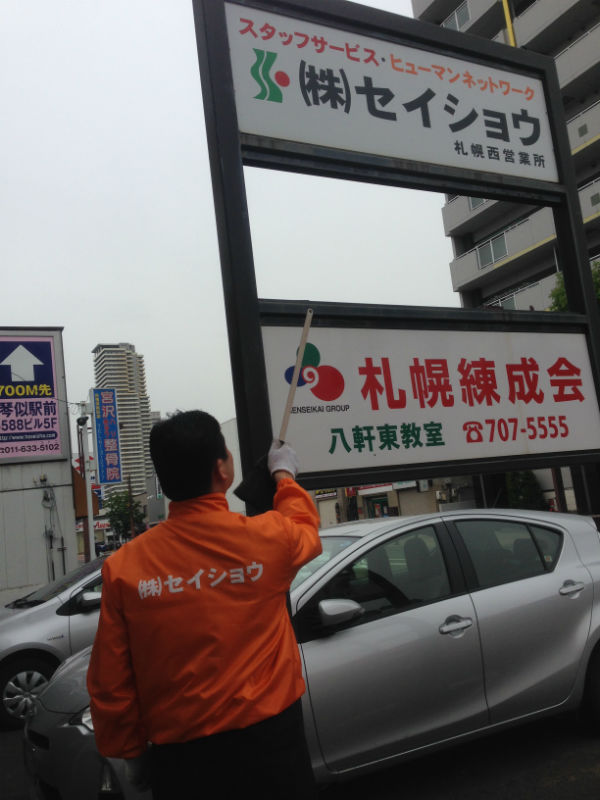 スタッフサービス・ヒューマンネットワーク
(株)セイショウ
札幌西営業所
RENSEIKAI GROUP
札幌練成会
八軒東教室 ☎707-5555
(株)セイショウ
700M先
琴似駅前
588ビル5F
☎011-633-5102
宮沢整骨院